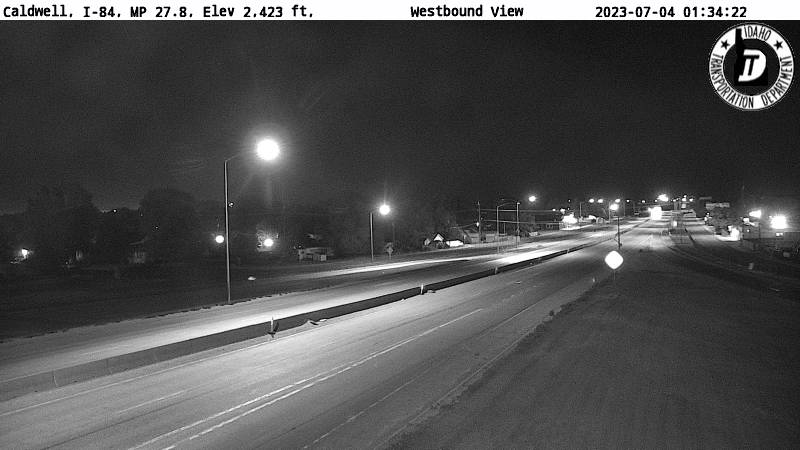 Caldwell, I-84, MP 27.8, Elev 2,423 ft, Westbound View 2023-07-04 01:34:22
IDAHO
TRANSPORTATION DEPARTMENT